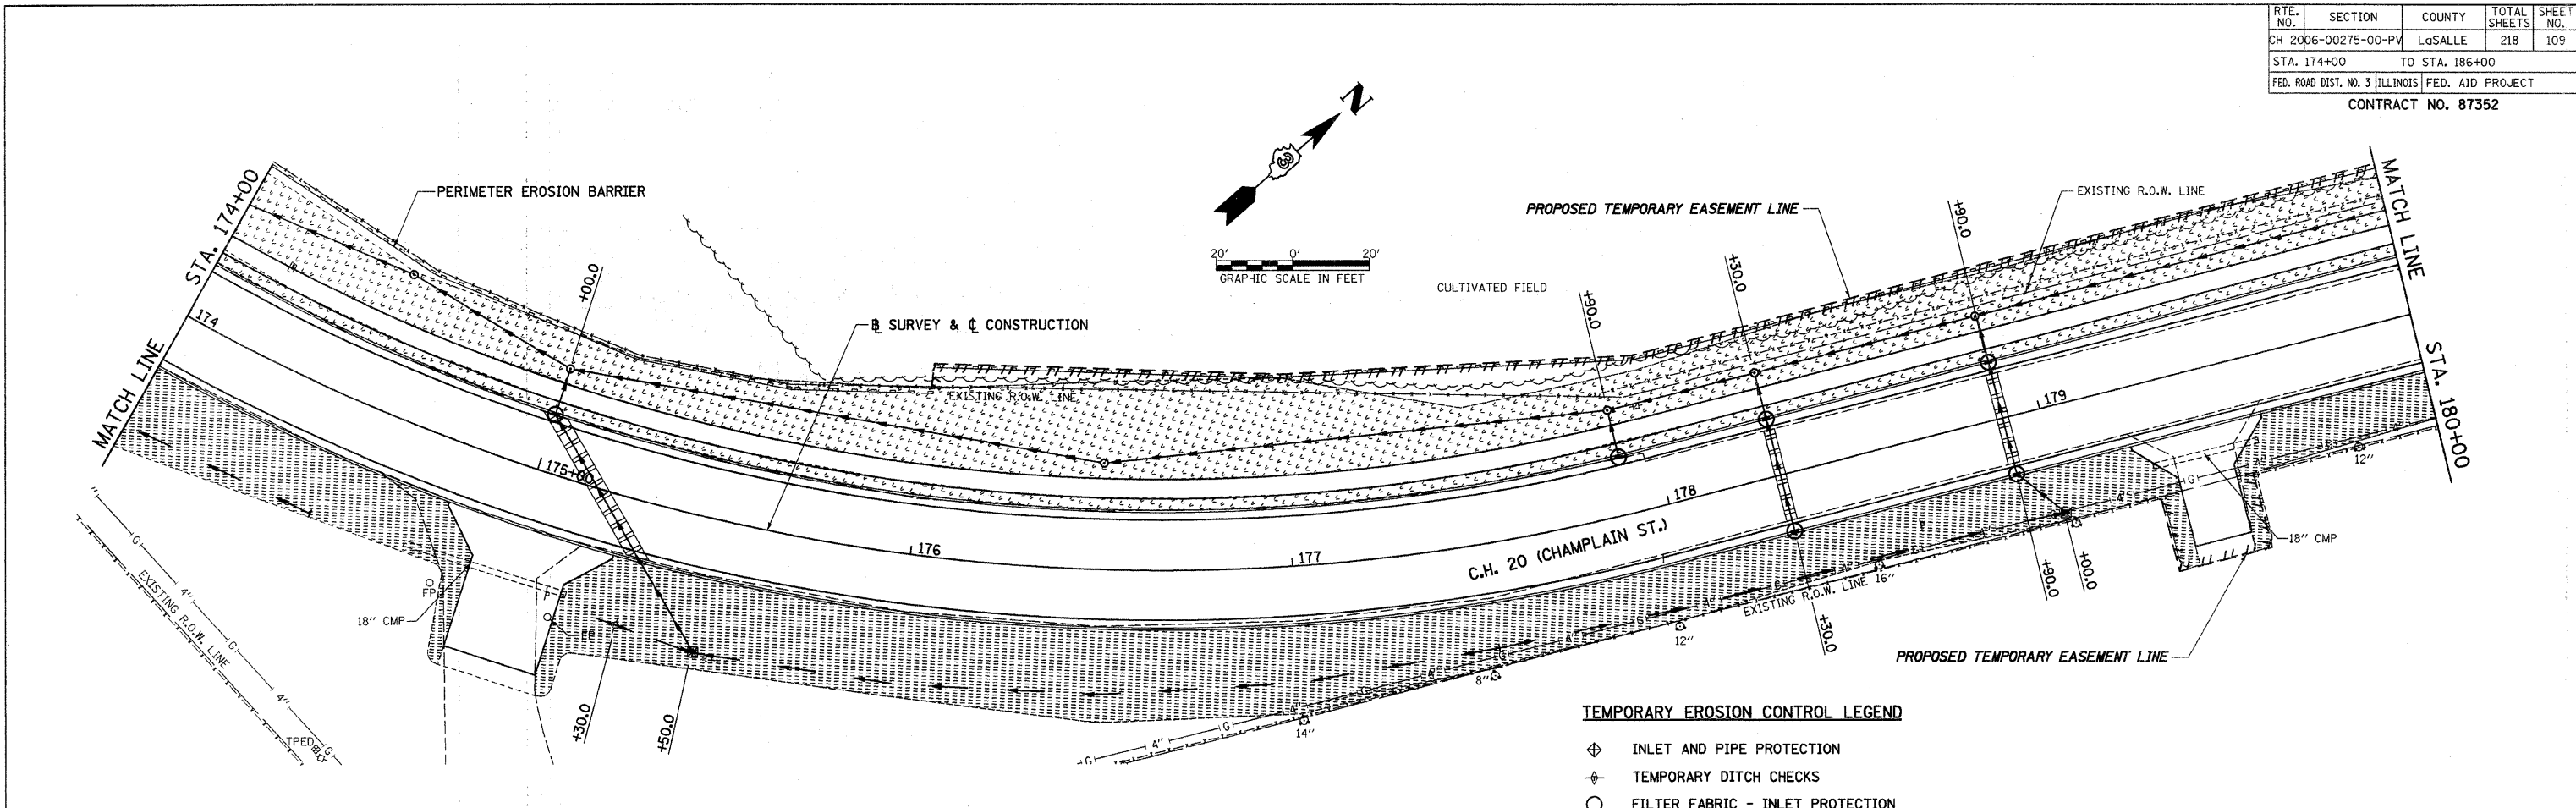 RTE. NO. SECTION COUNTY TOTAL SHEETS SHEET NO.
CH 20 06-00275-00-PV LaSALLE 218 109
STA. 174+00 TO STA. 186+00
FED. ROAD DIST. NO. 3 ILLINOIS FED. AID PROJECT
CONTRACT NO. 87352
N
3
20' 0' 20'
GRAPHIC SCALE IN FEET
MATCH LINE STA. 174+00
PERIMETER EROSION BARRIER
+00.0
℄ SURVEY & ℄ CONSTRUCTION
CULTIVATED FIELD
PROPOSED TEMPORARY EASEMENT LINE
+90.0
+30.0
+90.0
EXISTING R.O.W. LINE
MATCH LINE STA. 180+00
EXISTING R.O.W. LINE
174
175+00
176
177
178
179
C.H. 20 (CHAMPLAIN ST.)
G
4"
G
EXISTING R.O.W. LINE
4"
G
TPED
18" CMP
FP
FP
+30.0
+50.0
G
4"
G
14"
8"
12"
EXISTING R.O.W. LINE 16"
+30.0
+90.0
+00.0
G
12"
18" CMP
PROPOSED TEMPORARY EASEMENT LINE
TEMPORARY EROSION CONTROL LEGEND
INLET AND PIPE PROTECTION
TEMPORARY DITCH CHECKS
FILTER FABRIC - INLET PROTECTION